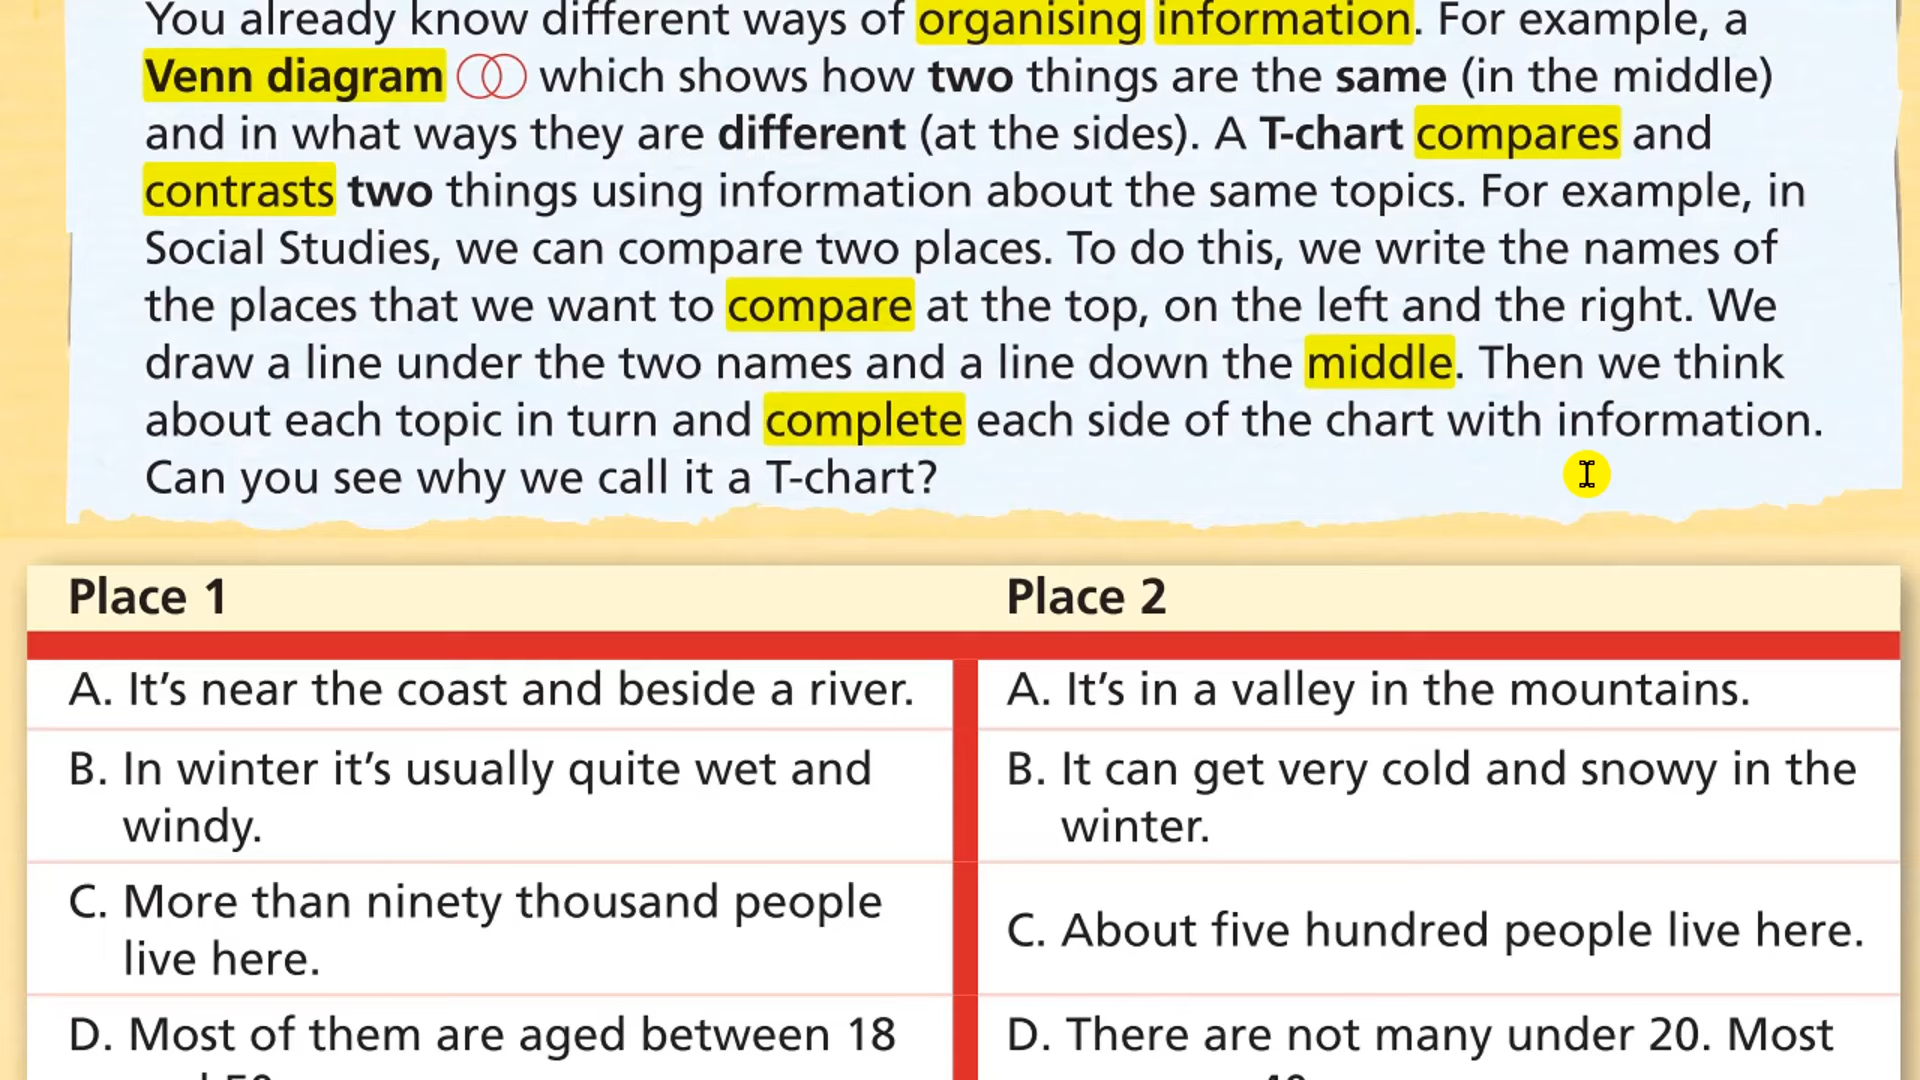 You already know different ways of organising information. For example, a
Venn diagram which shows how two things are the same (in the middle)
and in what ways they are different (at the sides). A T-chart compares and
contrasts two things using information about the same topics. For example, in
Social Studies, we can compare two places. To do this, we write the names of
the places that we want to compare at the top, on the left and the right. We
draw a line under the two names and a line down the middle. Then we think
about each topic in turn and complete each side of the chart with information.
Can you see why we call it a T-chart?
Place 1
Place 2
A. It's near the coast and beside a river.
A. It's in a valley in the mountains.
B. In winter it's usually quite wet and
windy.
B. It can get very cold and snowy in the
winter.
C. More than ninety thousand people
live here.
C. About five hundred people live here.
D. Most of them are aged between 18
D. There are not many under 20. Most